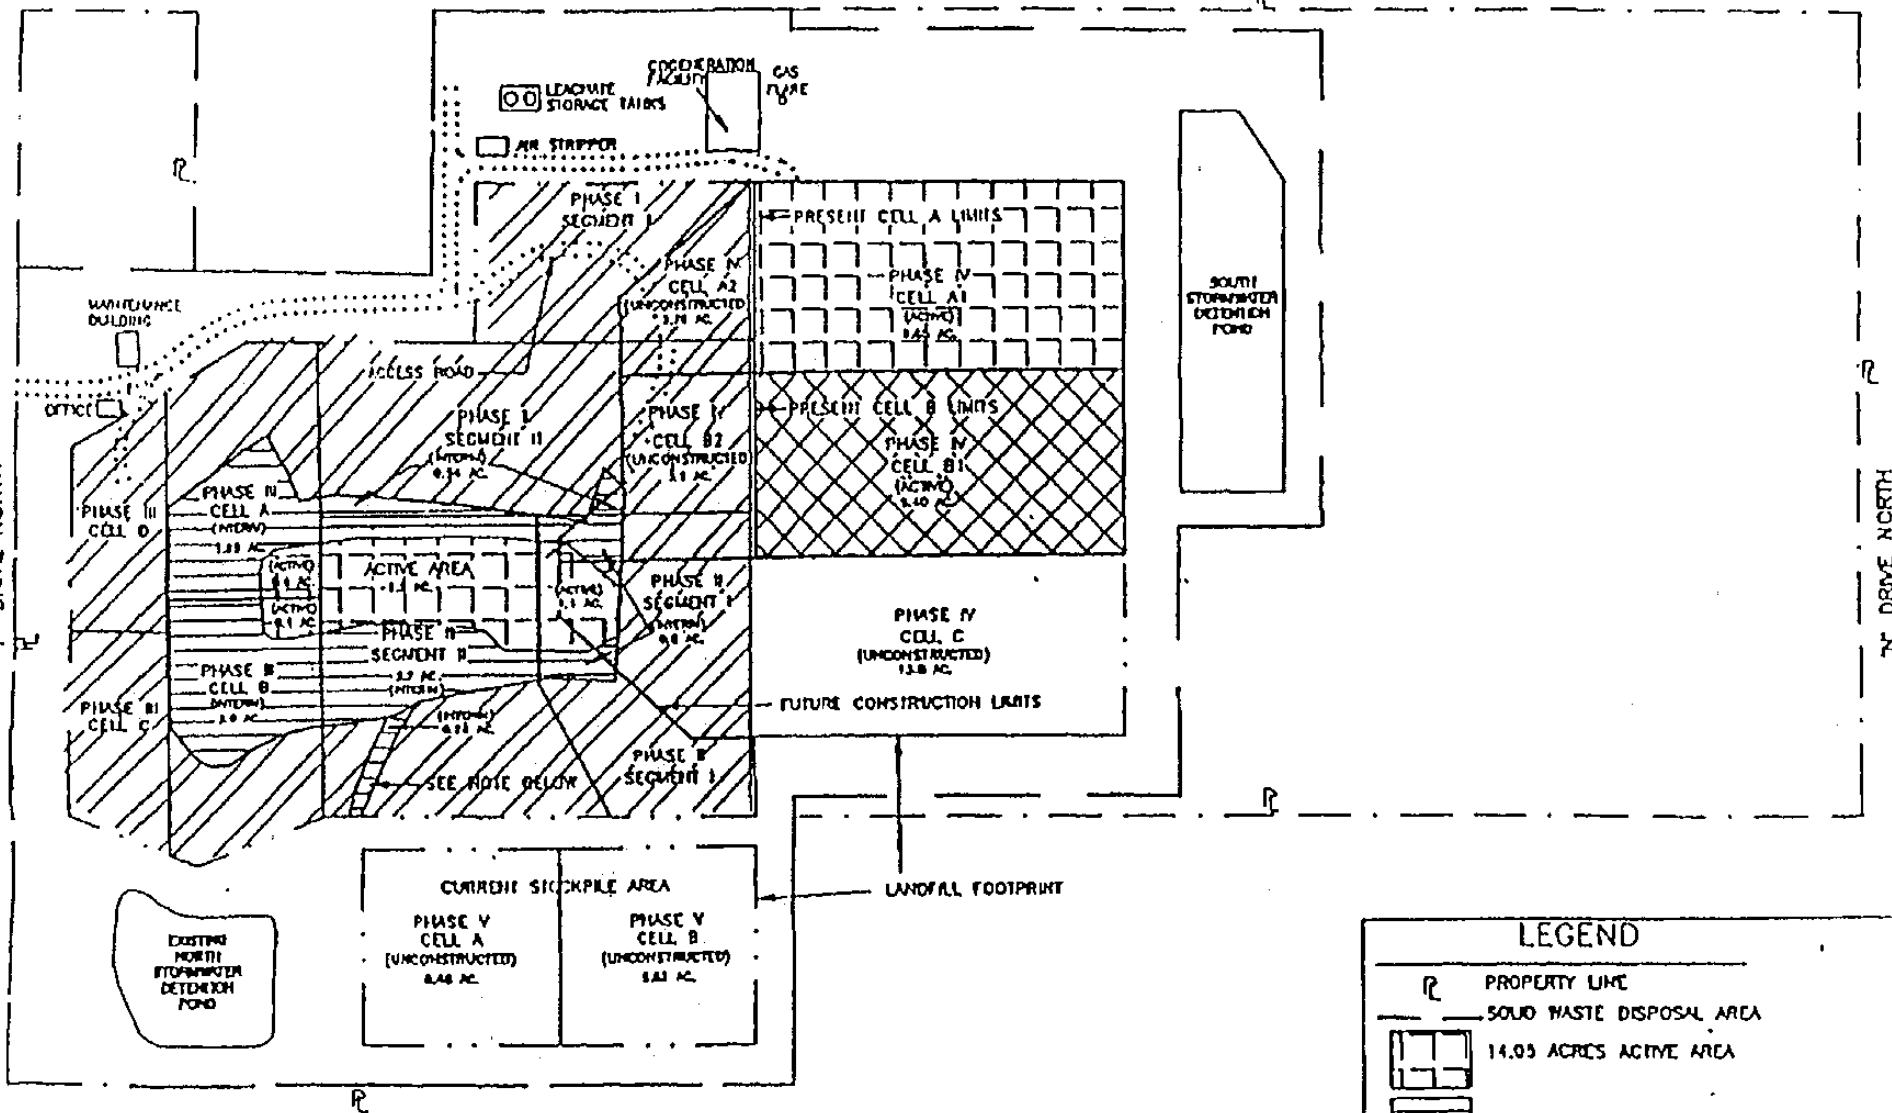 COGENERATION
FACILITY
GAS
LEACHATE
STORAGE TANKS
AIR STRIPPER
PHASE I
SEGMENT I
PRESENT CELL A LIMITS
PHASE IV
CELL A2
(UNCONSTRUCTED
PHASE IV
CELL A1
(ACTIVE)
SOUTH
STORMWATER
DETENTION
POND
MAINTENANCE
BUILDING
ACCESS ROAD
OFFICE
PHASE
SEGMENT II
(INTERIM)
PHASE IV
CELL B2
(UNCONSTRUCTED
PRESENT CELL B LIMITS
PHASE IV
CELL B1
(ACTIVE)
PHASE III
CELL D
CELL A
(INTERIM)
(ACTIVE)
ACTIVE AREA
(ACTIVE)
(ACTIVE)
PHASE II
SEGMENT I
(INTERIM)
PHASE IV
CELL C
(UNCONSTRUCTED)
13.8 AC.
PHASE II
SEGMENT II
(INTERIM)
PHASE III
CELL B
(INTERIM)
PHASE III
CELL C
(INTERIM)
FUTURE CONSTRUCTION LIMITS
SEE NOTE BELOW
PHASE II
SEGMENT I
DRIVE NORTH
CURRENT STOCKPILE AREA
LANDFILL FOOTPRINT
PHASE V
CELL A
(UNCONSTRUCTED)
PHASE V
CELL B
(UNCONSTRUCTED)
EXISTING
NORTH
STORMWATER
DETENTION
POND
LEGEND
PROPERTY LINE
SOLID WASTE DISPOSAL AREA
14.05 ACRES ACTIVE AREA